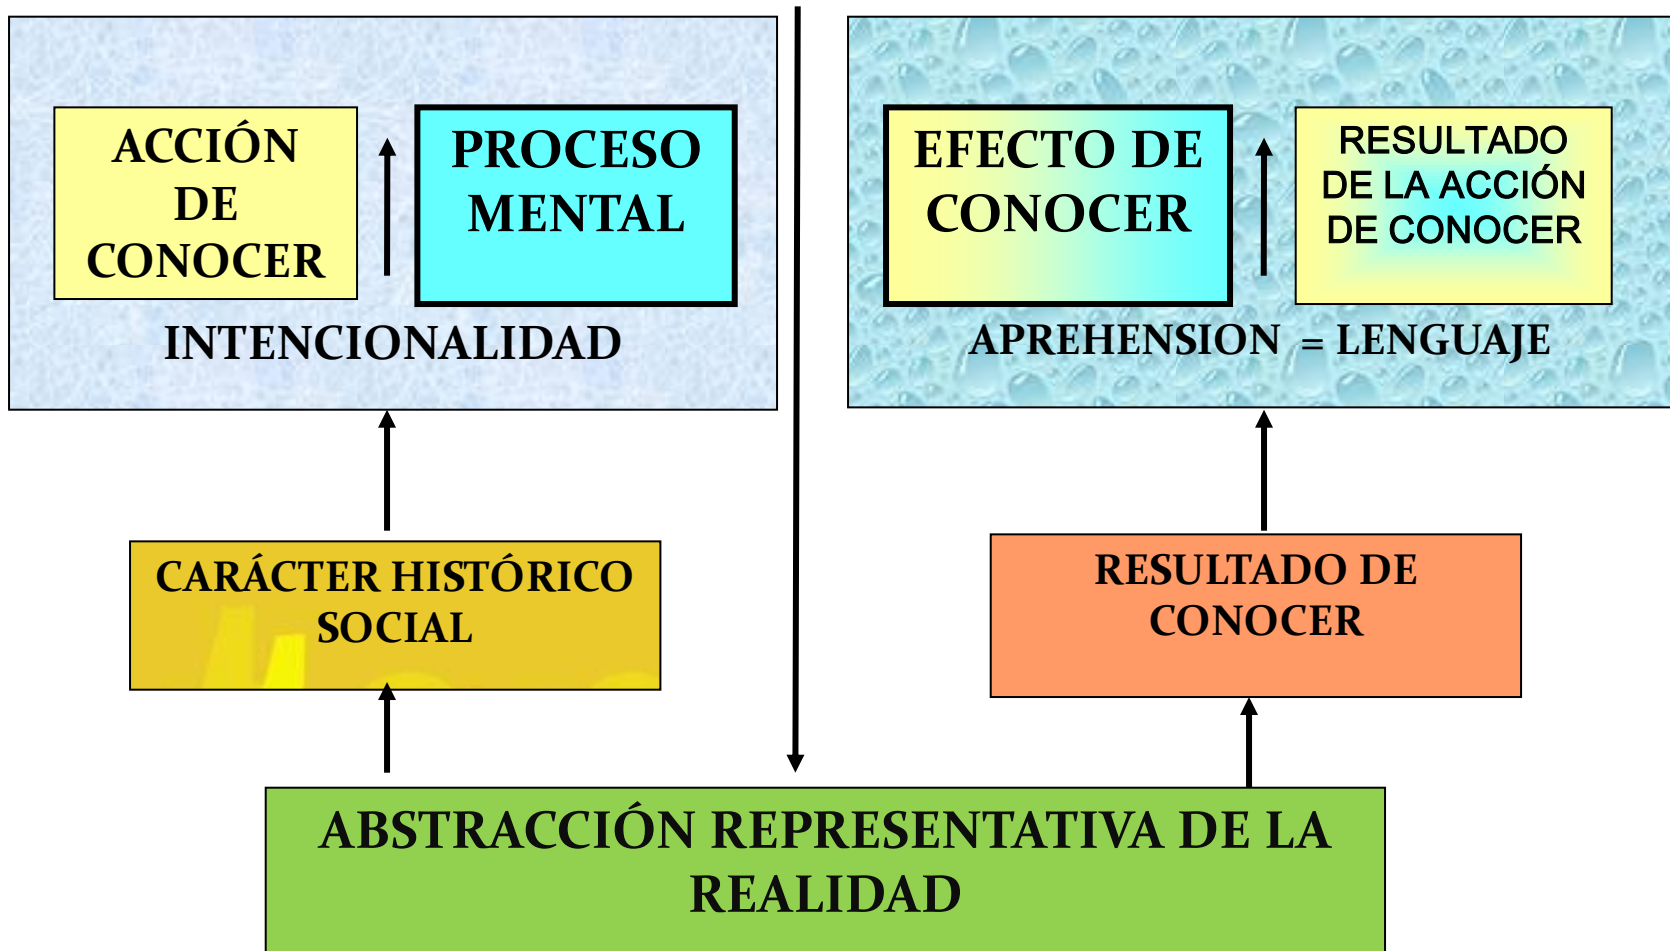 ACCIÓN
DE
CONOCER
PROCESO
MENTAL
INTENCIONALIDAD
EFECTO DE
CONOCER
RESULTADO
DE LA ACCIÓN
DE CONOCER
APREHENSION = LENGUAJE
CARÁCTER HISTÓRICO
SOCIAL
RESULTADO DE
CONOCER
ABSTRACCIÓN REPRESENTATIVA DE LA
REALIDAD